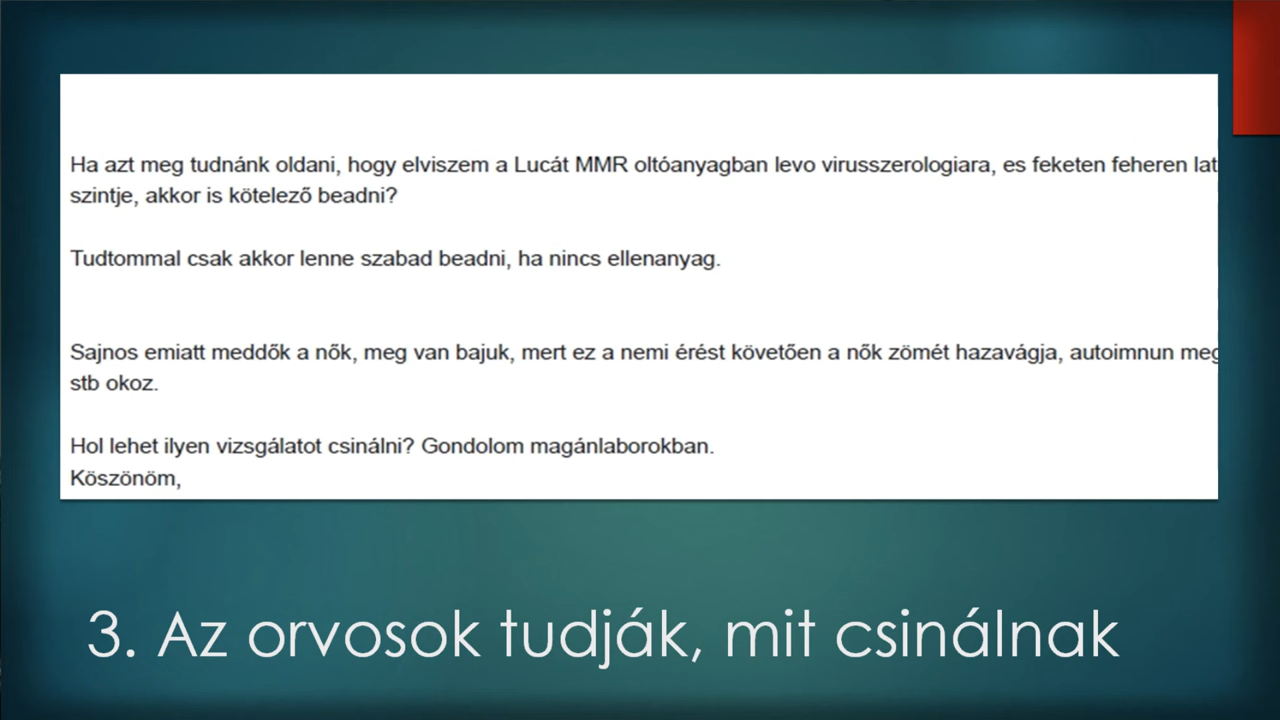 Ha azt meg tudnánk oldani, hogy elviszem a Lucát MMR oltóanyagban levo virusszerologiara, es feketen feheren lat
szintje, akkor is kötelező beadni?
Tudtommal csak akkor lenne szabad beadni, ha nincs ellenanyag.
Sajnos emiatt meddők a nők, meg van bajuk, mert ez a nemi érést követően a nők zömét hazavágja, autoimnun meg
stb okoz.
Hol lehet ilyen vizsgálatot csinálni? Gondolom magánlaborokban.
Köszönöm,
3. Az orvosok tudják, mit csinálnak